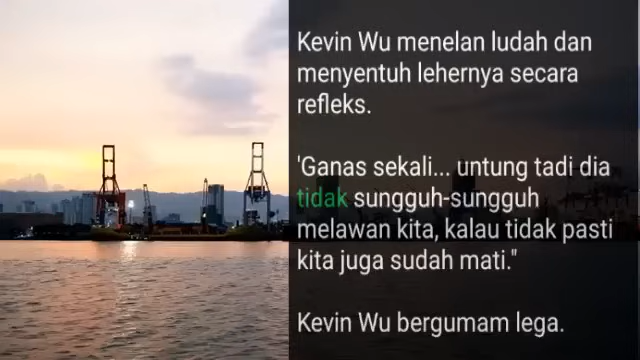 Kevin Wu menelan ludah dan
menyentuh lehernya secara
refleks.
'Ganas sekali... untung tadi dia
tidak sungguh-sungguh
melawan kita, kalau tidak pasti
kita juga sudah mati."
Kevin Wu bergumam lega.